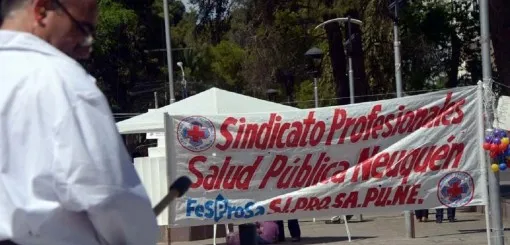 Sindicato Profesionales
Salud Pública Neuquén
FeSProSa SI.PRO.SA.PU.NE.